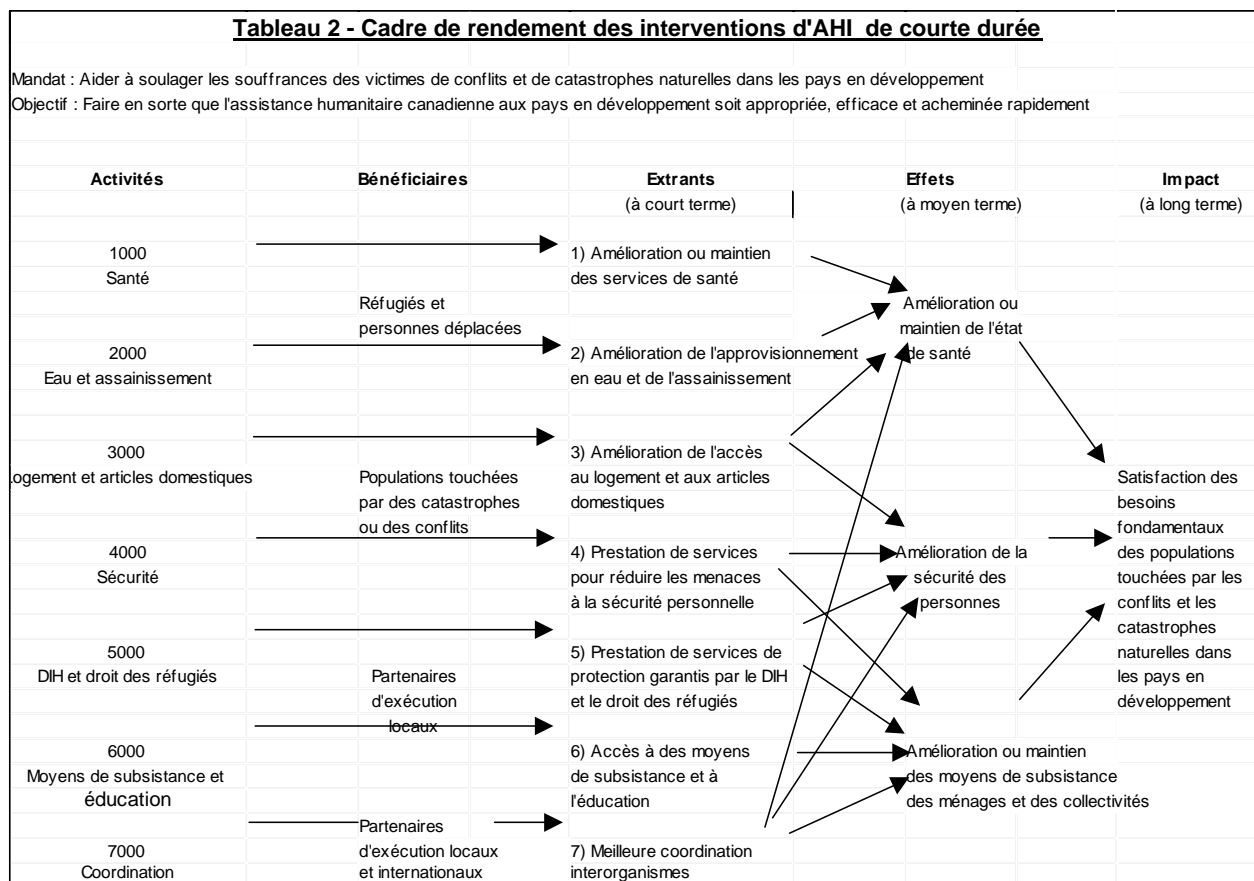 Tableau 2 - Cadre de rendement des interventions d'AHI de courte durée
Mandat : Aider à soulager les souffrances des victimes de conflits et de catastrophes naturelles dans les pays en développement
Objectif : Faire en sorte que l'assistance humanitaire canadienne aux pays en développement soit appropriée, efficace et acheminée rapidement
Activités
Bénéficiaires
Extrants
(à court terme)
Effets
(à moyen terme)
Impact
(à long terme)
1000
Santé
2000
Eau et assainissement
3000
ogement et articles domestiques
4000
Sécurité
5000
DIH et droit des réfugiés
6000
Moyens de subsistance et
éducation
7000
Coordination
Réfugiés et
personnes déplacées
Populations touchées
par des catastrophes
ou des conflits
Partenaires
d'exécution
locaux
Partenaires
d'exécution locaux
et internationaux
1) Amélioration ou maintien
des services de santé
2) Amélioration de l'approvisionnement
en eau et de l'assainissement
3) Amélioration de l'accès
au logement et aux articles
domestiques
4) Prestation de services
pour réduire les menaces
à la sécurité personnelle
5) Prestation de services de
protection garantis par le DIH
et le droit des réfugiés
6) Accès à des moyens
de subsistance et à
l'éducation
7) Meilleure coordination
interorganismes
Amélioration ou
maintien de l'état
de santé
Amélioration de la
sécurité des
personnes
Amélioration ou maintien
des moyens de subsistance
des ménages et des collectivités
Satisfaction des
besoins
fondamentaux
des populations
touchées par les
conflits et les
catastrophes
naturelles dans
les pays en
développement